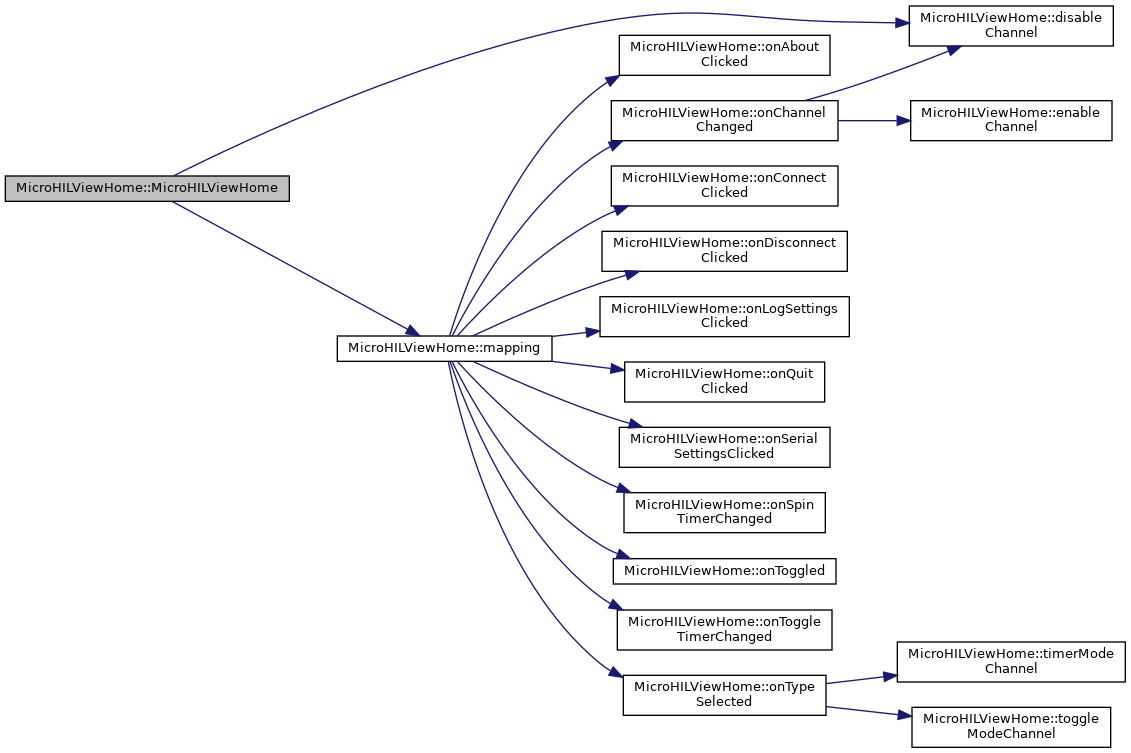 MicroHILViewHome::disable
Channel
MicroHILViewHome::onAbout
Clicked
MicroHILViewHome::onChannel
Changed
MicroHILViewHome::enable
Channel
MicroHILViewHome::onConnect
Clicked
MicroHILViewHome::MicroHILViewHome
MicroHILViewHome::onDisconnect
Clicked
MicroHILViewHome::onLogSettings
Clicked
MicroHILViewHome::mapping
MicroHILViewHome::onQuit
Clicked
MicroHILViewHome::onSerial
SettingsClicked
MicroHILViewHome::onSpin
TimerChanged
MicroHILViewHome::onToggled
MicroHILViewHome::onToggle
TimerChanged
MicroHILViewHome::timerMode
Channel
MicroHILViewHome::onType
Selected
MicroHILViewHome::toggle
ModeChannel